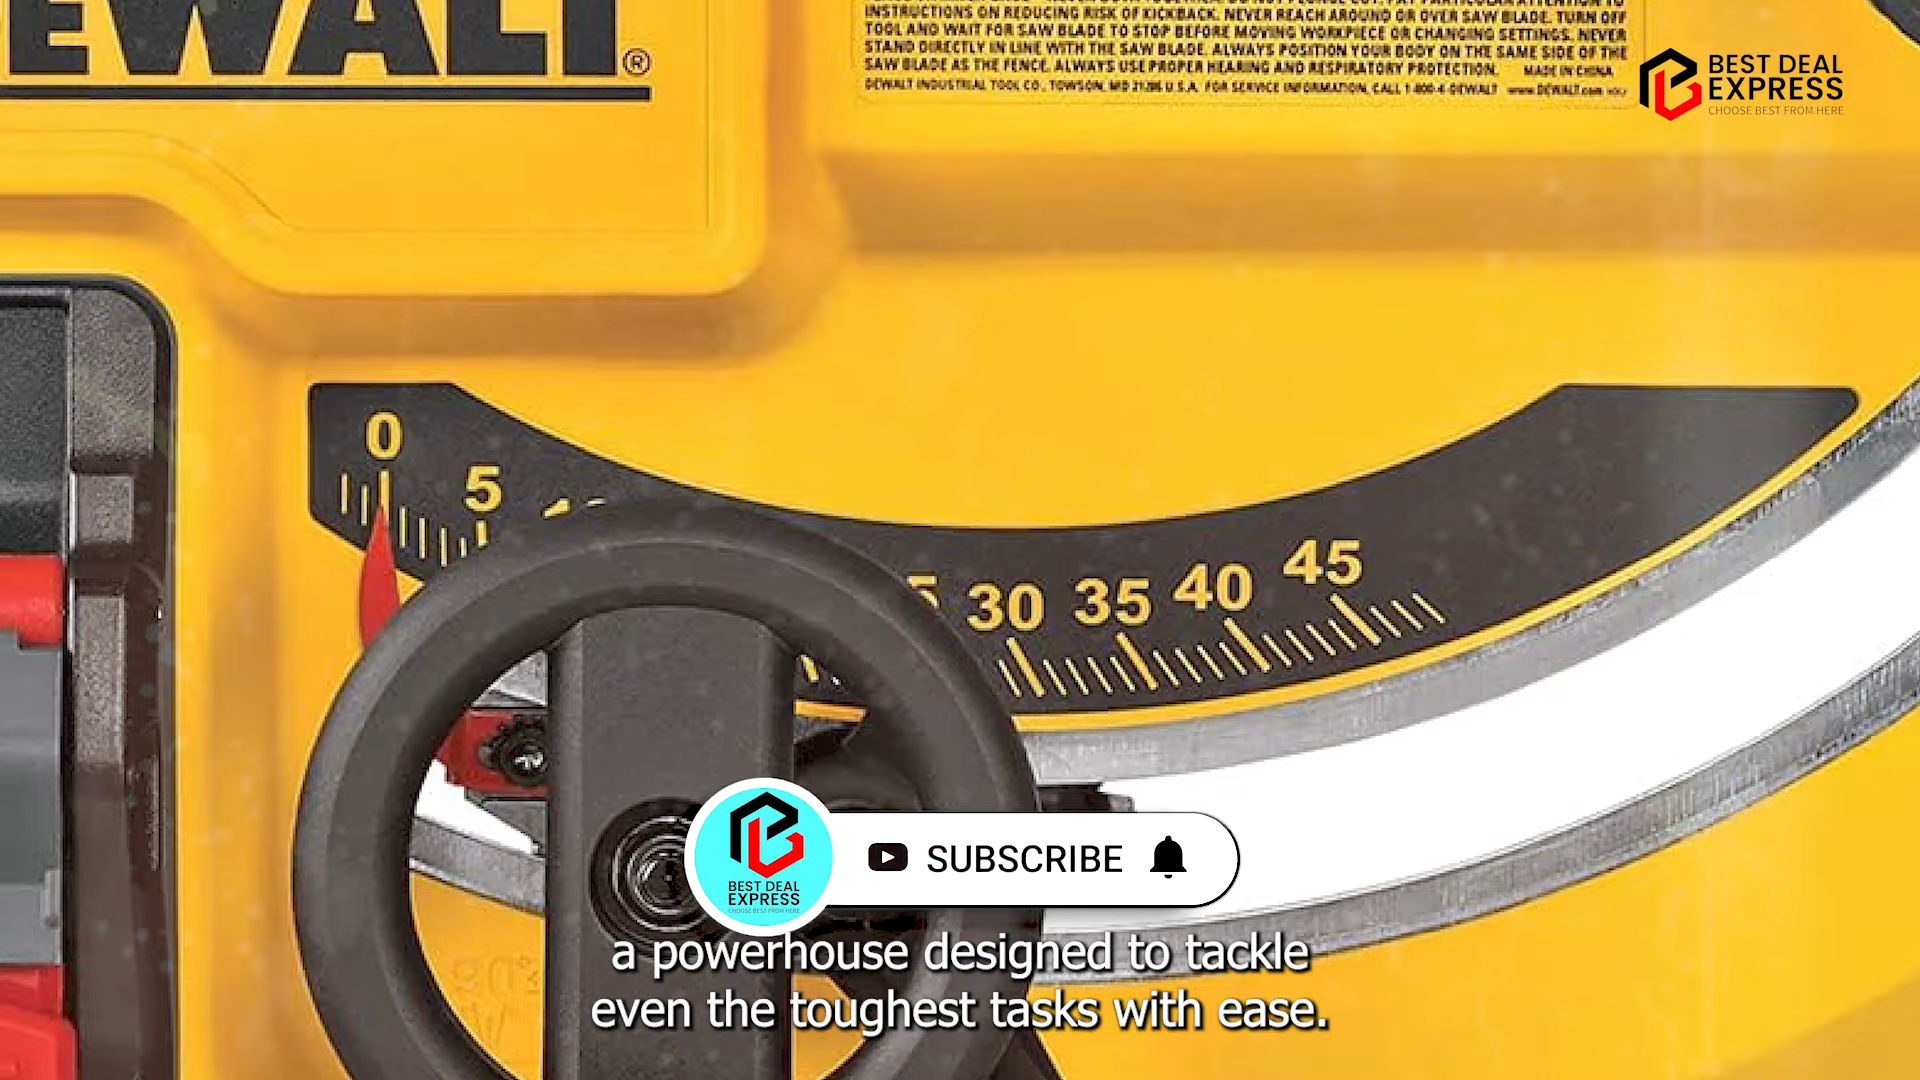 EWALT®
INSTRUCTIONS ON REDUCING RISK OF KICKBACK. NEVER REACH AROUND OR OVER SAW BLADE. TURN OFF
TOOL AND WAIT FOR SAW BLADE TO STOP BEFORE MOVING WORKPIECE OR CHANGING SETTINGS. NEVER
STAND DIRECTLY IN LINE WITH THE SAW BLADE. ALWAYS POSITION YOUR BODY ON THE SAME SIDE OF THE
SAW BLADE AS THE FENCE. ALWAYS USE PROPER HEARING AND RESPIRATORY PROTECTION. MADE IN CHINA
DEWALT INDUSTRIAL TOOL CO., TOWSON, MD 21286 U.S.A. FOR SERVICE INFORMATION, CALL 1-800-4-DEWALT www.DEWALT.com
BEST DEAL
EXPRESS
CHOOSE BEST FROM HERE
0 5
30 35 40 45
BEST DEAL
EXPRESS
CHOOSE BEST FROM HERE
SUBSCRIBE
a powerhouse designed to tackle
even the toughest tasks with ease.